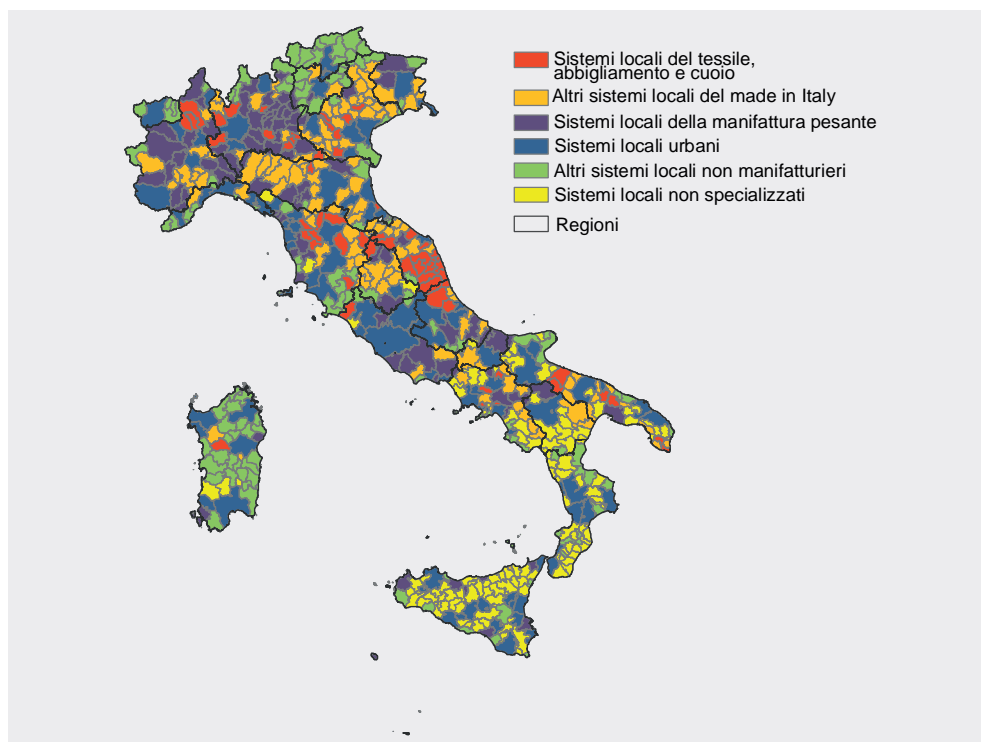 Sistemi locali del tessile,
abbigliamento e cuoio
Altri sistemi locali del made in Italy
Sistemi locali della manifattura pesante
Sistemi locali urbani
Altri sistemi locali non manifatturieri
Sistemi locali non specializzati
Regioni